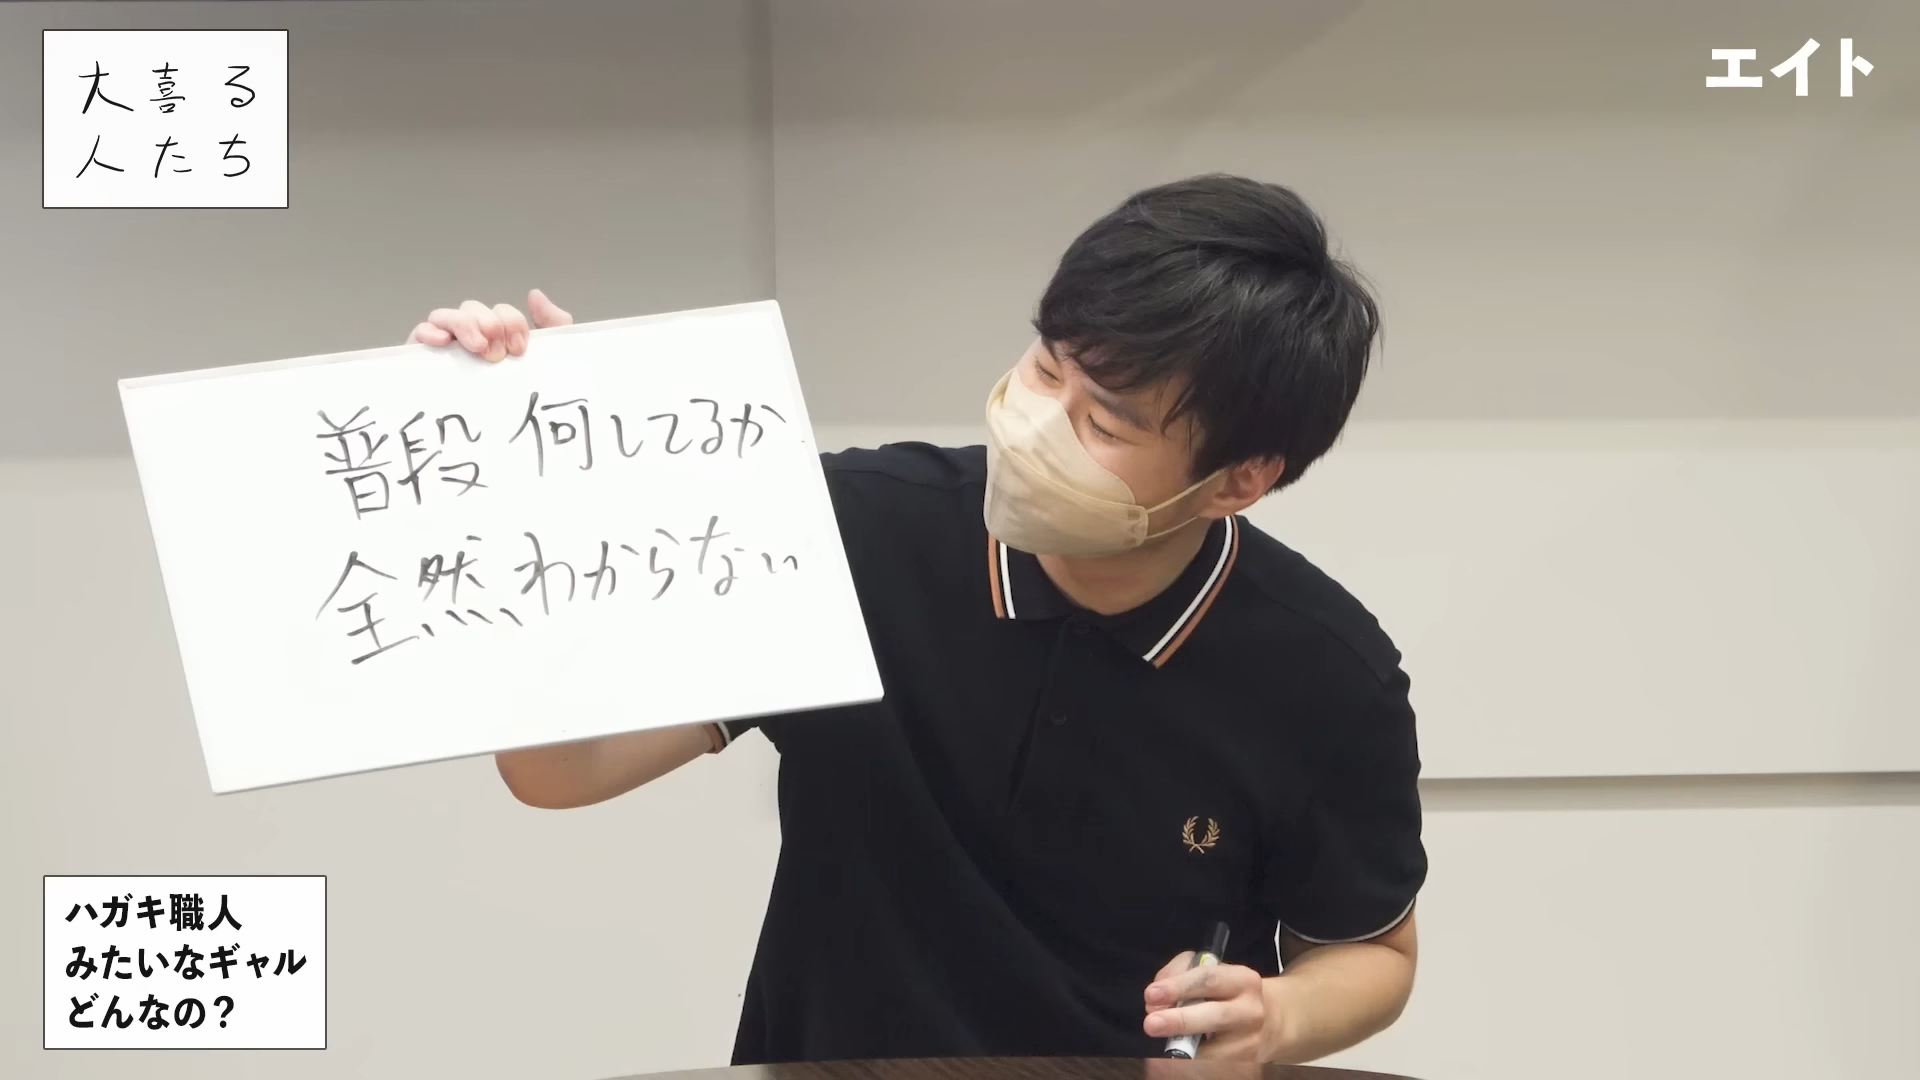 大喜る
人たち
エイト
普段何してるか
全然わからない
ハガキ職人
みたいなギャル
どんなの？